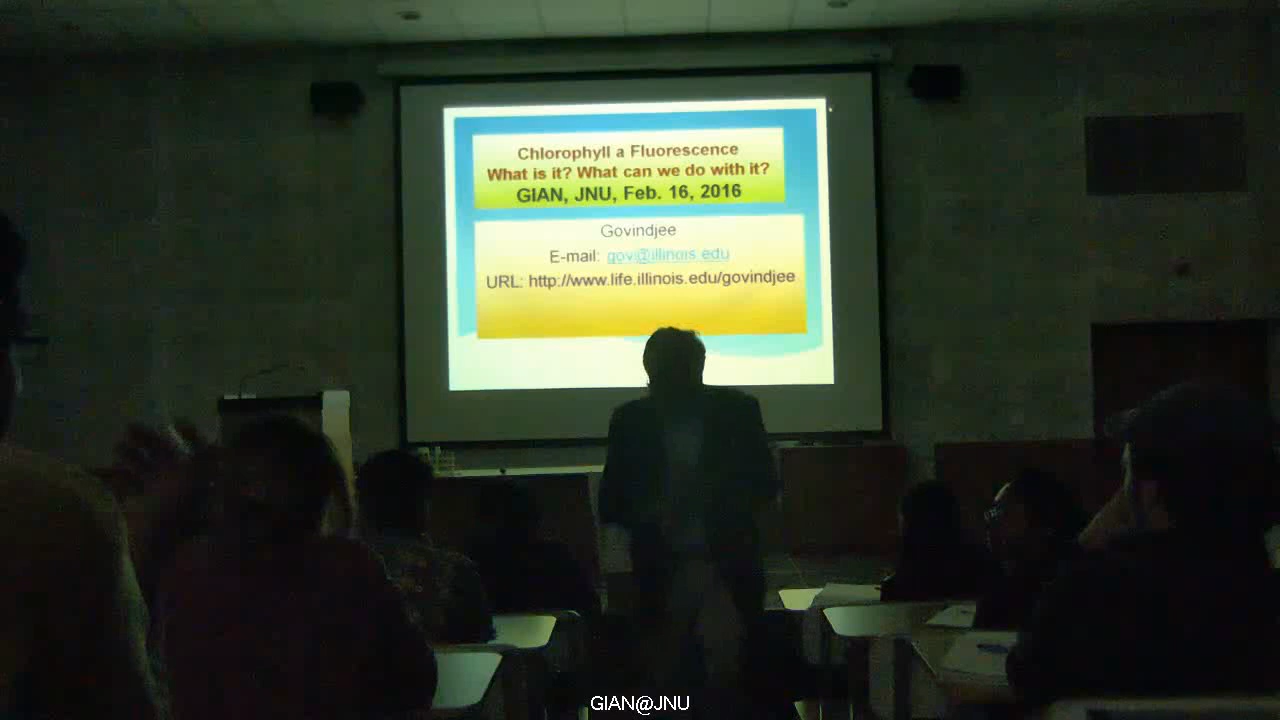 Chlorophyll a Fluorescence
What is it? What can we do with it?
GIAN, JNU, Feb. 16, 2016
Govindjee
E-mail: gov@illinois.edu
URL: http://www.life.illinois.edu/govindjee
GIAN@JNU